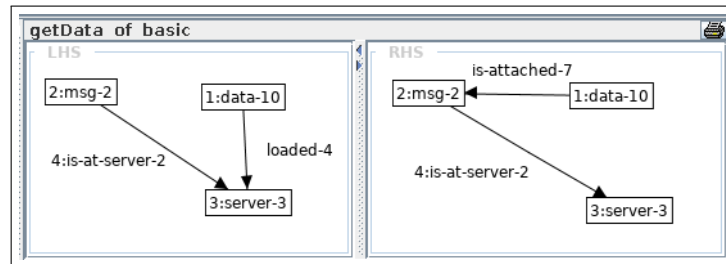 getData of basic
LHS
2:msg-2
1:data-10
4:is-at-server-2
loaded-4
3:server-3
RHS
is-attached-7
2:msg-2
1:data-10
4:is-at-server-2
3:server-3